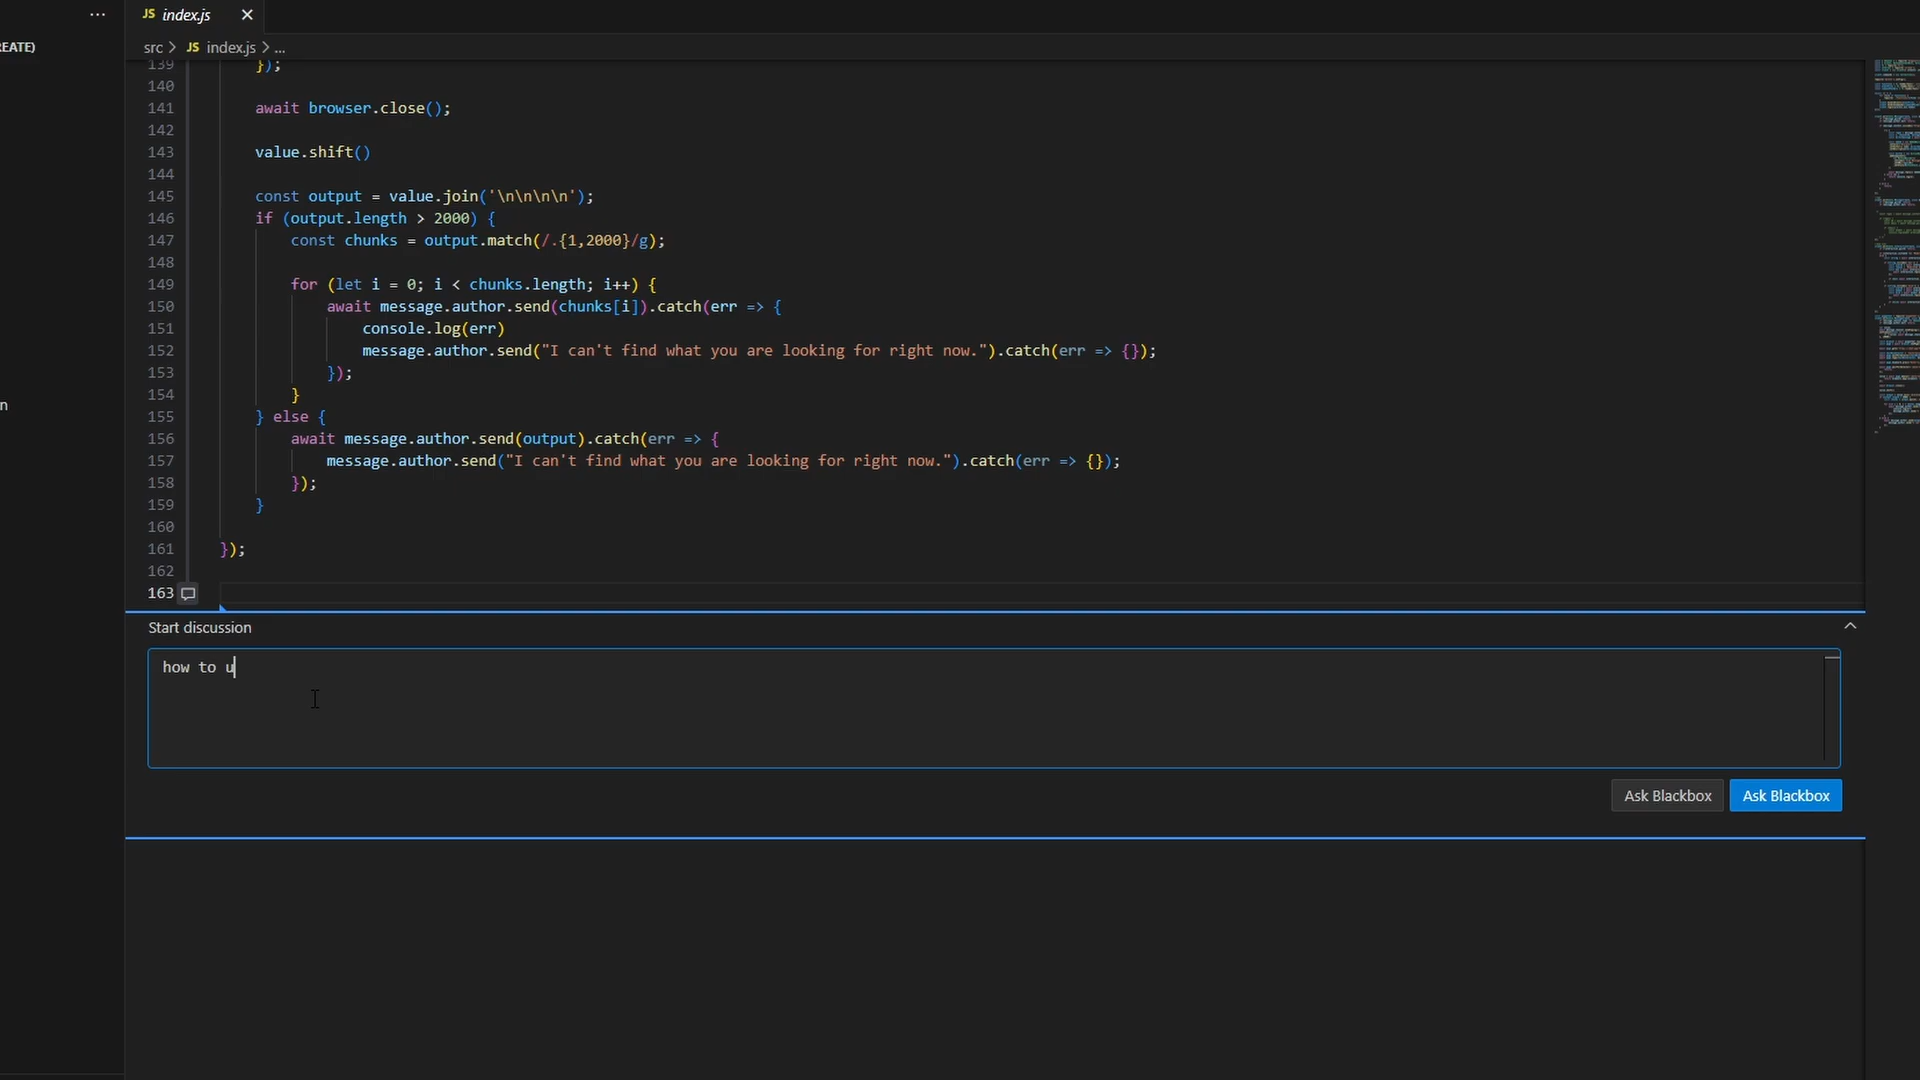 JS index.js
REATE)
src > JS index.js > ...
139 });
140
141 await browser.close();
142
143 value.shift()
144
145 const output = value.join('\n\n\n\n');
146 if (output.length > 2000) {
147 const chunks = output.match(/.{1,2000}/g);
148
149 for (let i = 0; i < chunks.length; i++) {
150 await message.author.send(chunks[i]).catch(err => {
151 console.log(err)
152 message.author.send("I can't find what you are looking for right now.").catch(err => {});
153 });
154 }
155 } else {
n
156 await message.author.send(output).catch(err => {
157 message.author.send("I can't find what you are looking for right now.").catch(err => {});
158 });
159 }
160
161 });
162
163
Start discussion
how to u
Ask Blackbox Ask Blackbox